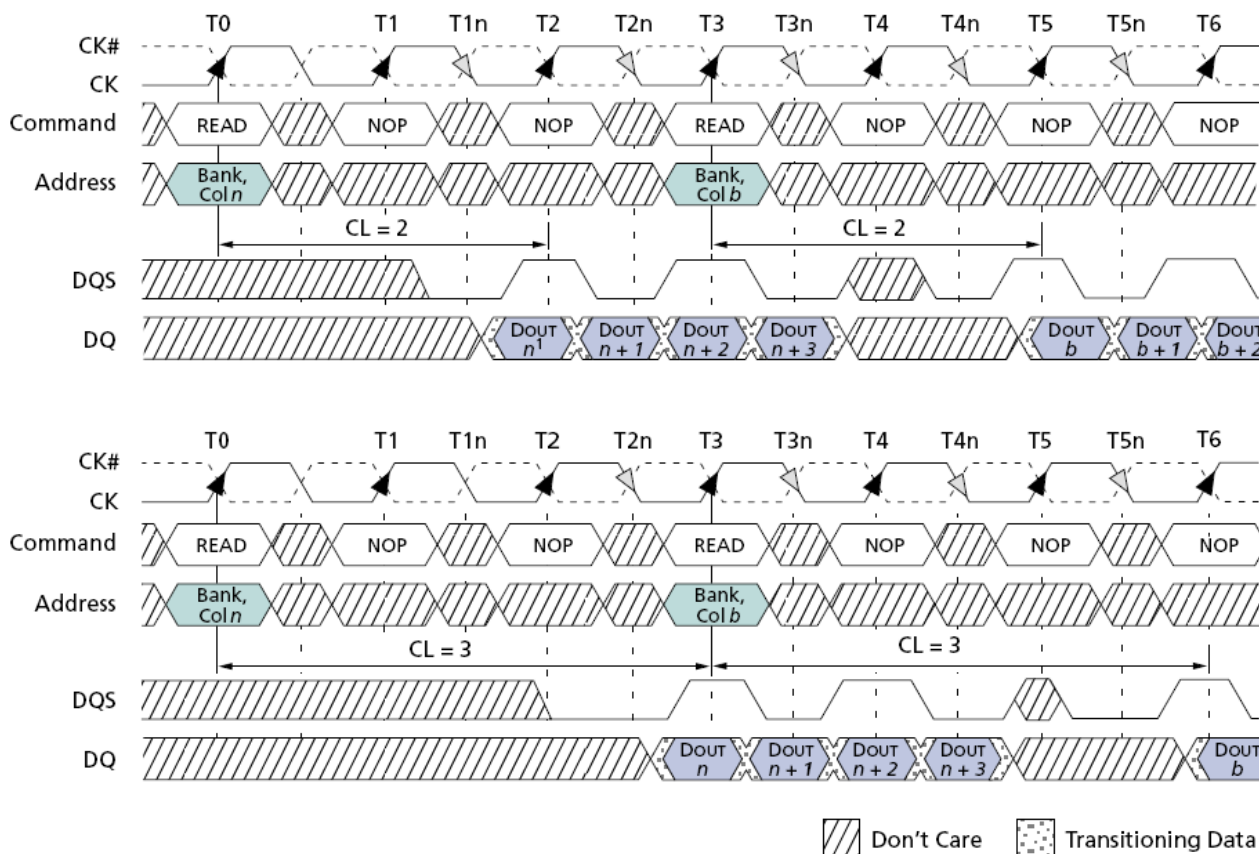 T0 T1 T1n T2 T2n T3 T3n T4 T4n T5 T5n T6
CK#
CK
Command READ NOP NOP READ NOP NOP NOP
Address Bank, Col n Bank, Col b
CL = 2 CL = 2
DQS
DQ DOUT n¹ DOUT n + 1 DOUT n + 2 DOUT n + 3 DOUT b DOUT b + 1 DOUT b + 2
T0 T1 T1n T2 T2n T3 T3n T4 T4n T5 T5n T6
CK#
CK
Command READ NOP NOP READ NOP NOP NOP
Address Bank, Col n Bank, Col b
CL = 3 CL = 3
DQS
DQ DOUT n DOUT n + 1 DOUT n + 2 DOUT n + 3 DOUT b
Don't Care Transitioning Data